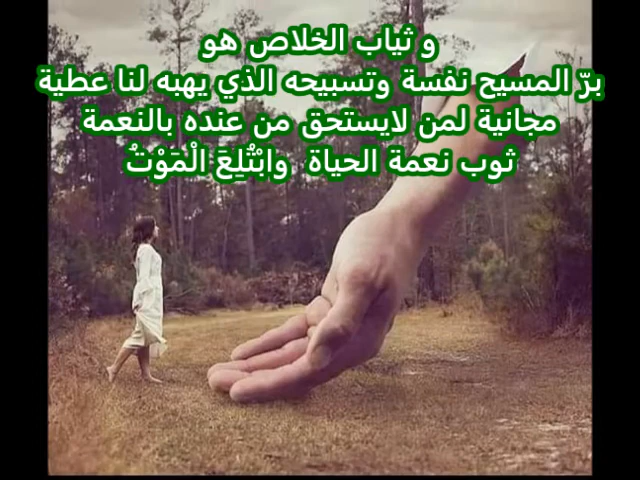 و ثياب الخلاص هو
برّ المسيح نفسة وتسبيحه الذي يهبه لنا عطية
مجانية لمن لايستحق من عنده بالنعمة
ثوب نعمة الحياة  وابْتُلِعَ الْمَوْتُ